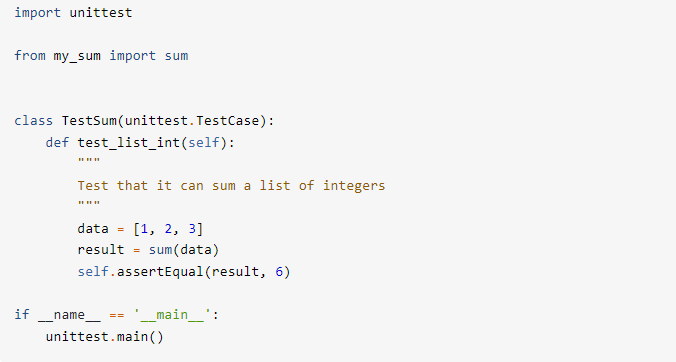 import unittest

from my_sum import sum


class TestSum(unittest.TestCase):
    def test_list_int(self):
        """
        Test that it can sum a list of integers
        """
        data = [1, 2, 3]
        result = sum(data)
        self.assertEqual(result, 6)

if __name__ == '__main__':
    unittest.main()